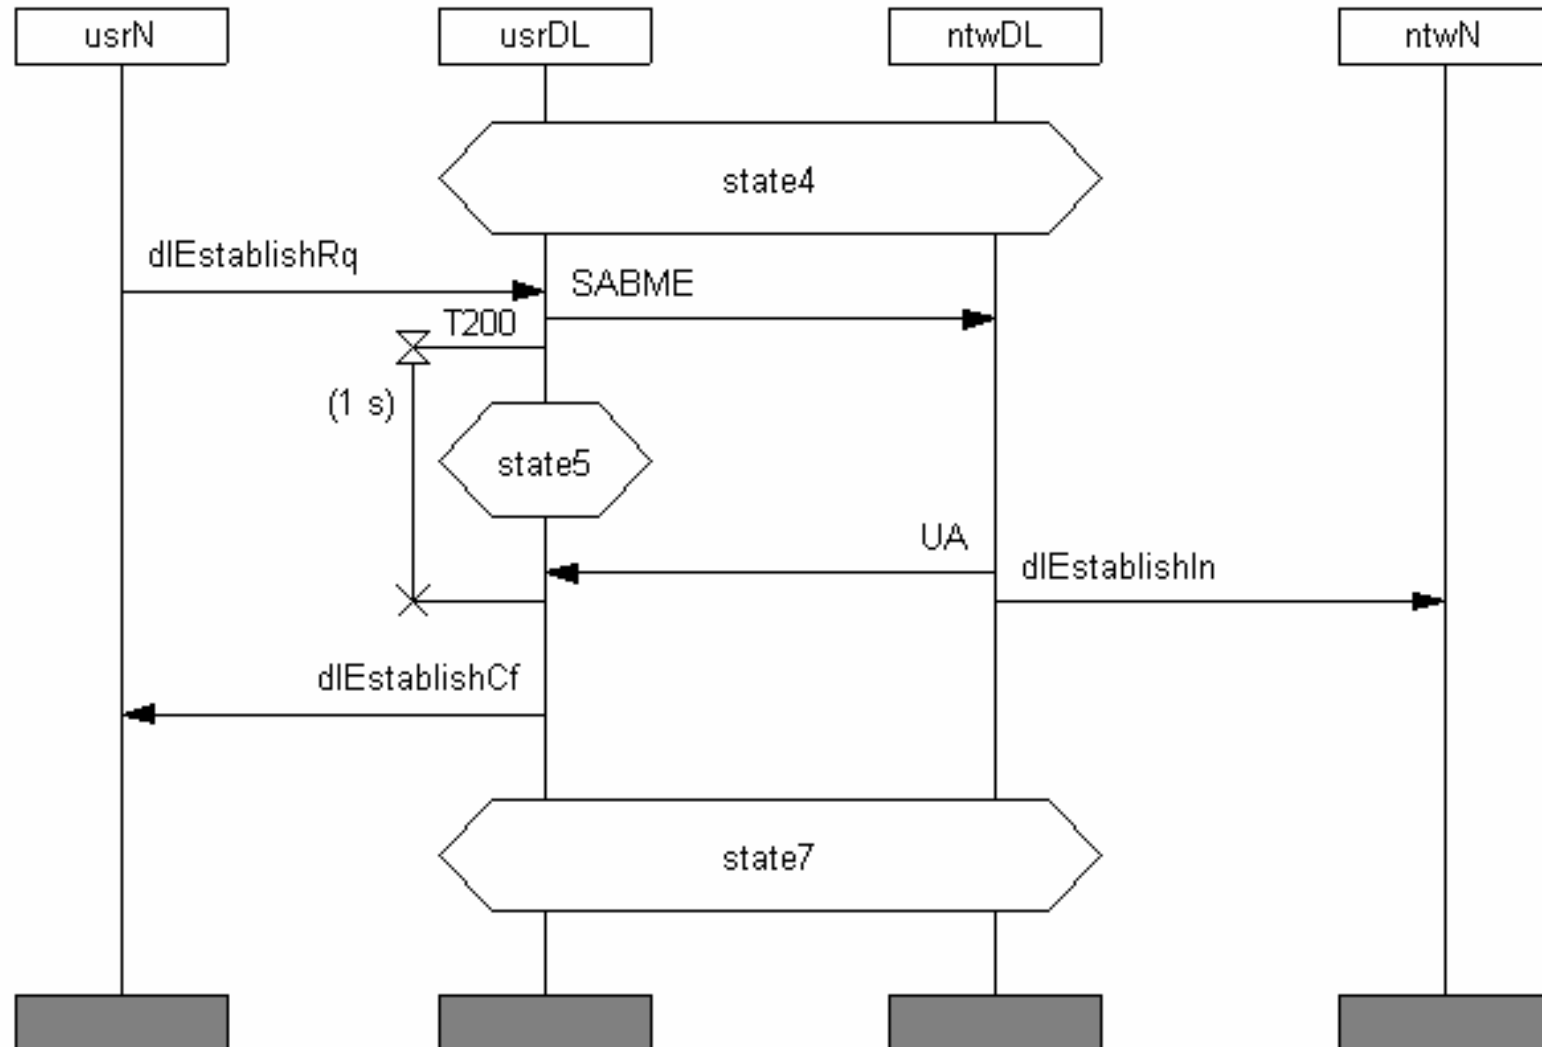 usrN
usrDL
ntwDL
ntwN
state4
dlEstablishRq
SABME
T200
(1 s)
state5
UA
dlEstablishIn
dlEstablishCf
state7